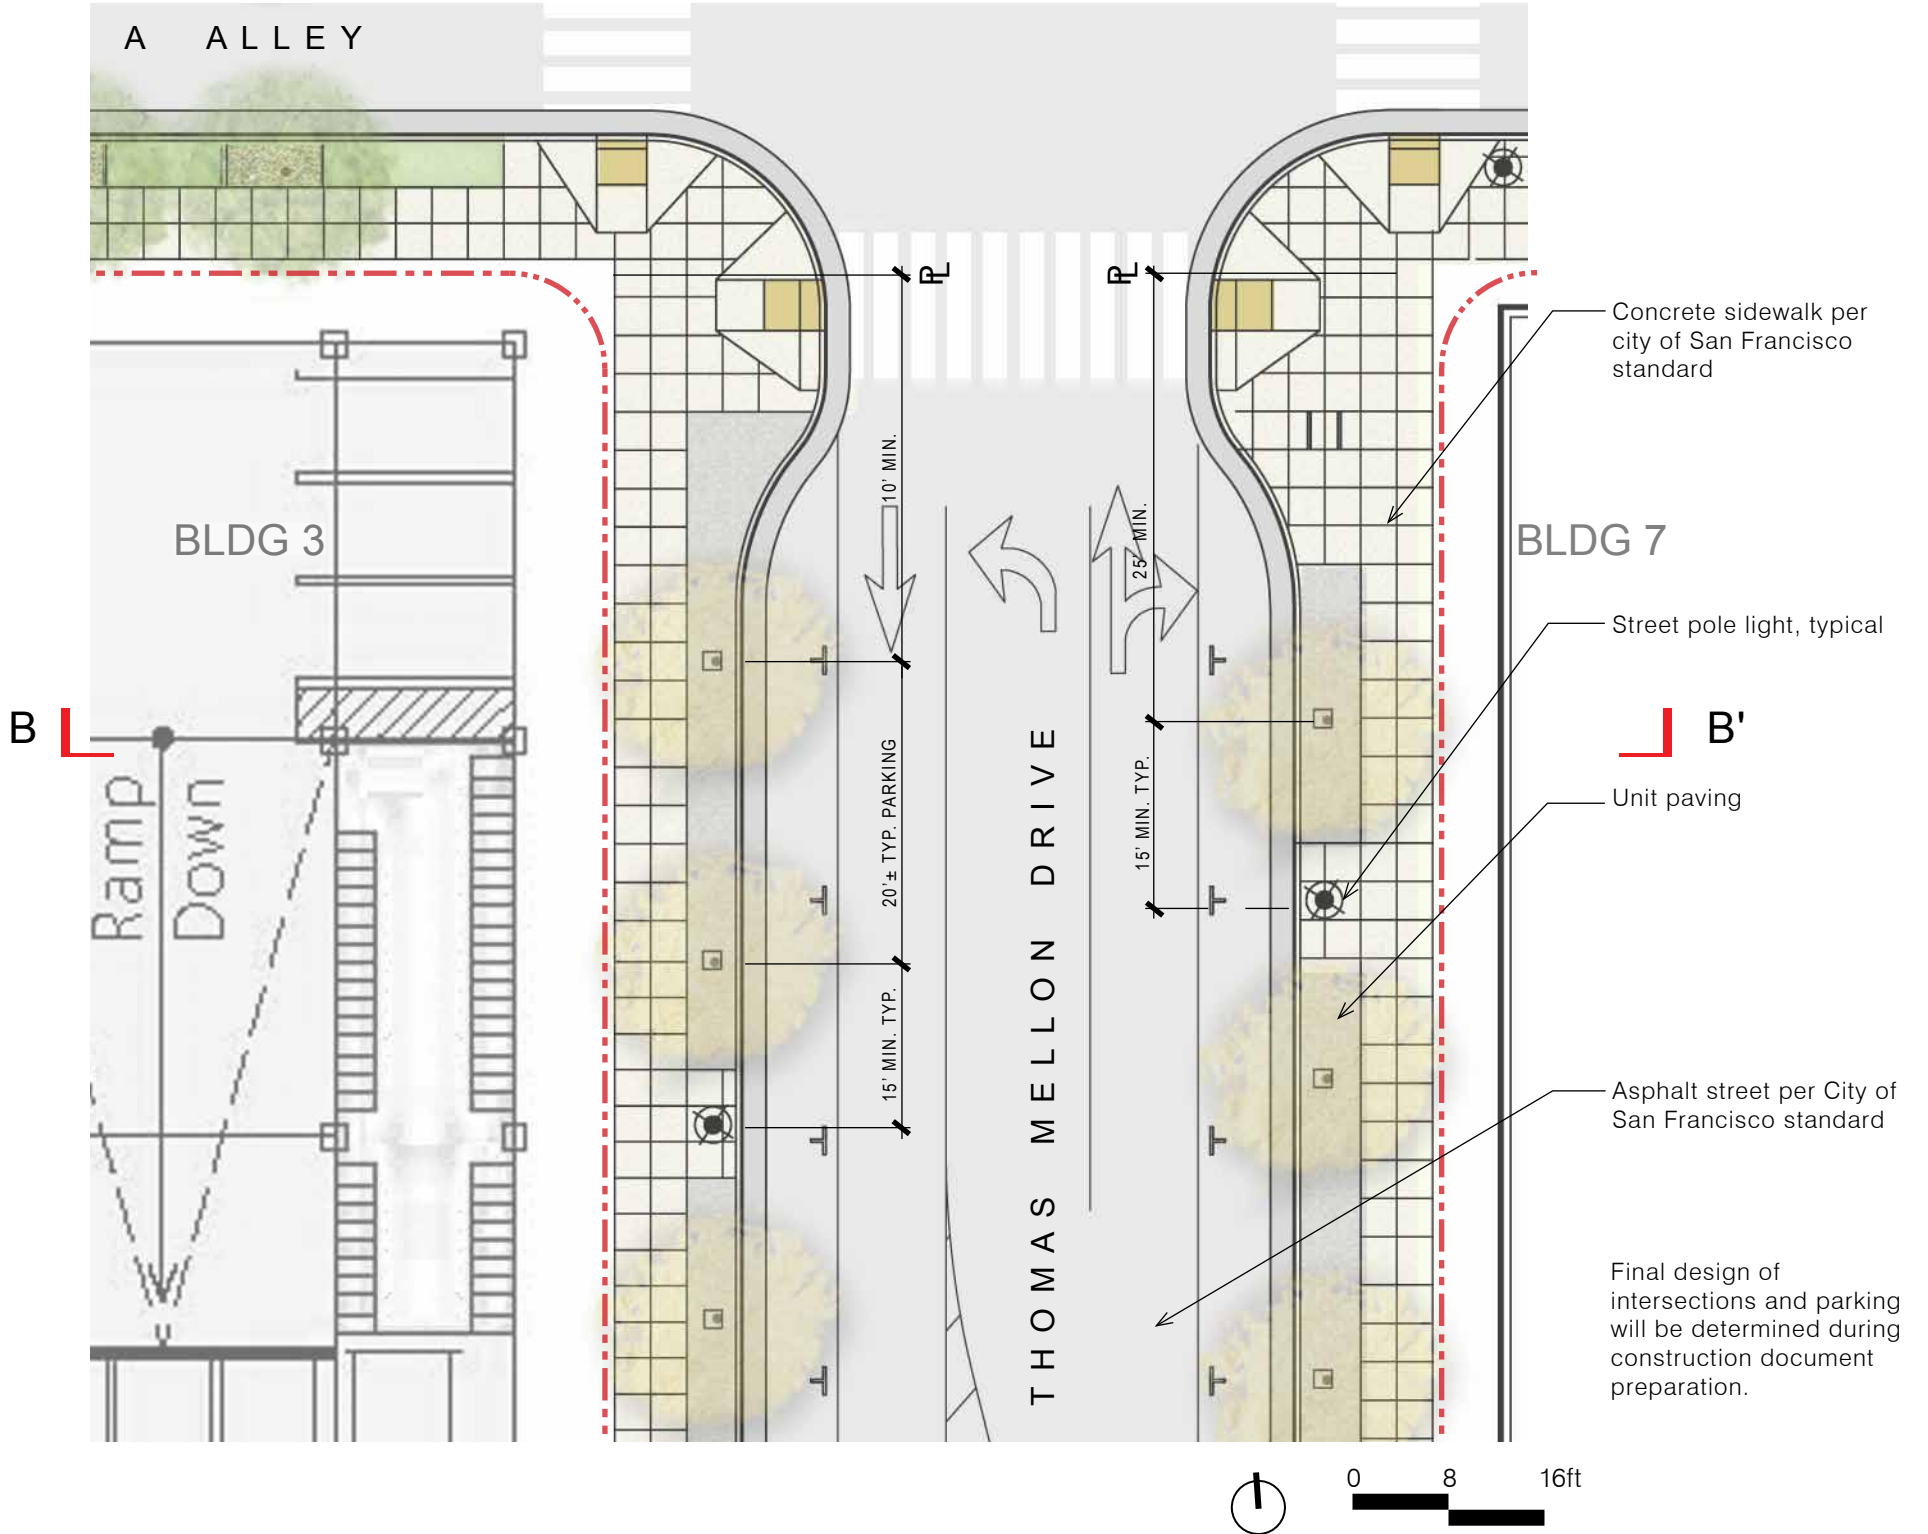 A ALLEY
PL
PL
Concrete sidewalk per
city of San Francisco
standard
10' MIN.
25' MIN.
BLDG 3
BLDG 7
Street pole light, typical
B
B'
Ramp
Down
20'± TYP. PARKING
15' MIN. TYP.
Unit paving
15' MIN. TYP.
THOMAS MELLON DRIVE
Asphalt street per City of
San Francisco standard
Final design of
intersections and parking
will be determined during
construction document
preparation.
0 8 16ft